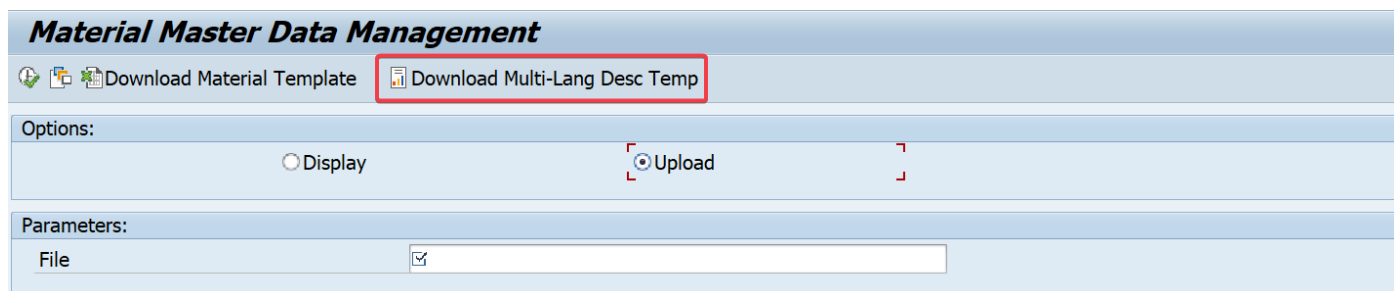 Material Master Data Management
Download Material Template Download Multi-Lang Desc Temp
Options:
Display Upload
Parameters:
File